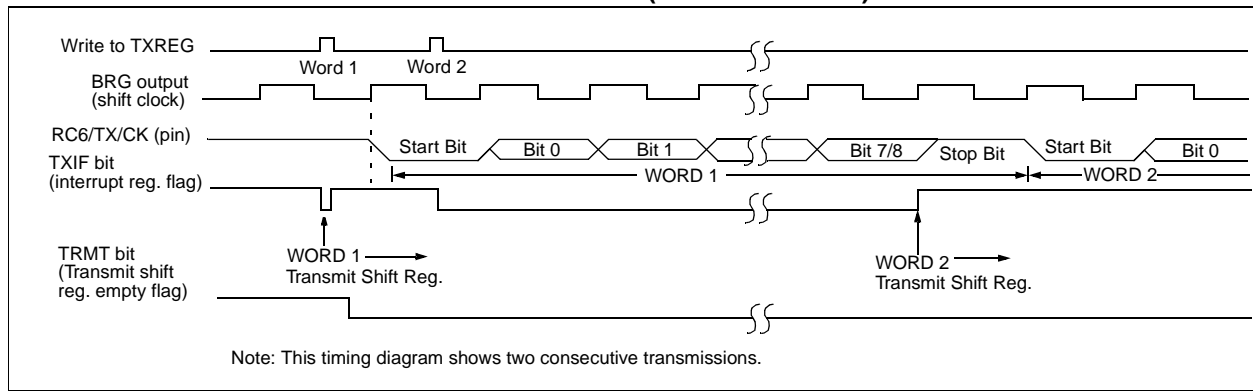 Write to TXREG
Word 1
Word 2
BRG output
(shift clock)
RC6/TX/CK (pin)
Start Bit
Bit 0
Bit 1
Bit 7/8
Stop Bit
Start Bit
Bit 0
TXIF bit
(interrupt reg. flag)
WORD 1
WORD 2
TRMT bit
(Transmit shift
reg. empty flag)
WORD 1
Transmit Shift Reg.
WORD 2
Transmit Shift Reg.
Note: This timing diagram shows two consecutive transmissions.